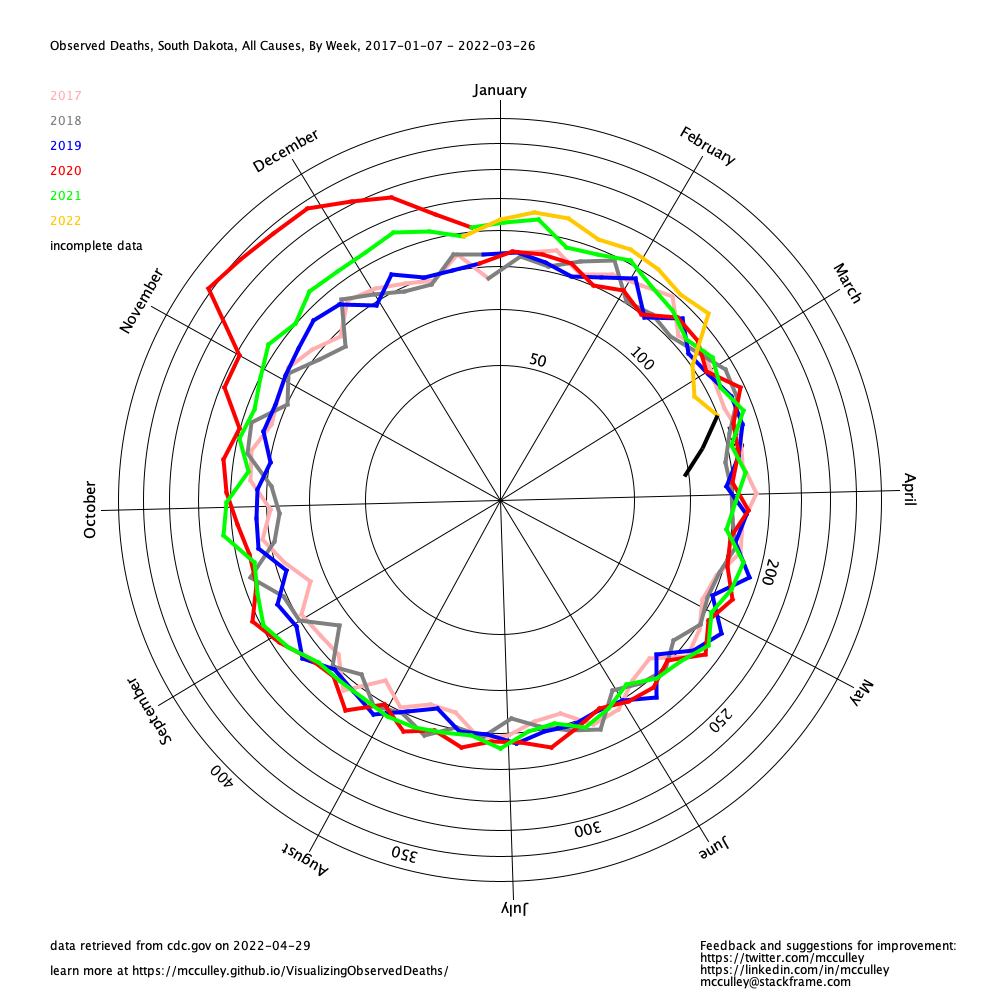 Observed Deaths, South Dakota, All Causes, By Week, 2017-01-07 - 2022-03-26
January
2017
2018
2019
2020
2021
2022
incomplete data
December
February
November
March
50
100
October
April
200
September
May
250
400
300
350
August
June
July
data retrieved from cdc.gov on 2022-04-29
learn more at https://mcculley.github.io/VisualizingObservedDeaths/
Feedback and suggestions for improvement:
https://twitter.com/mcculley
https://linkedin.com/in/mcculley
mcculley@stackframe.com